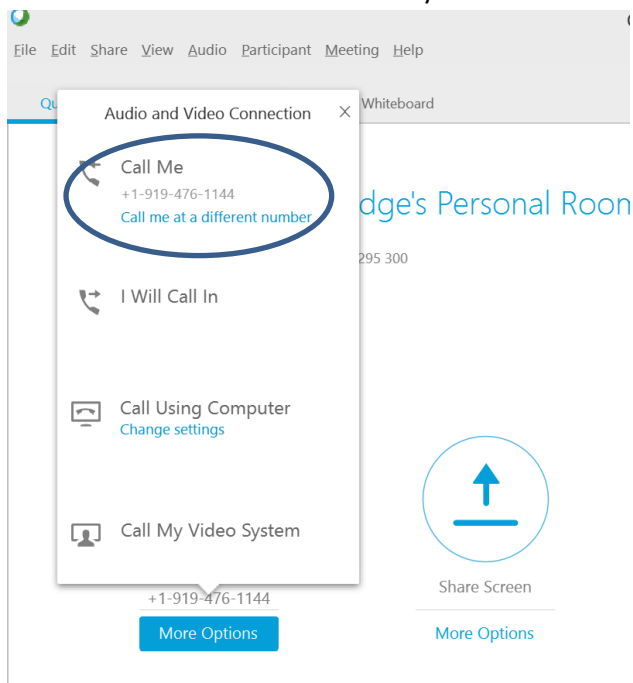 File Edit Share View Audio Participant Meeting Help
Audio and Video Connection
Whiteboard
Call Me
+1-919-476-1144
Call me at a different number
dge's Personal Room
295 300
I Will Call In
Call Using Computer
Change settings
Call My Video System
+1-919-476-1144
Share Screen
More Options
More Options